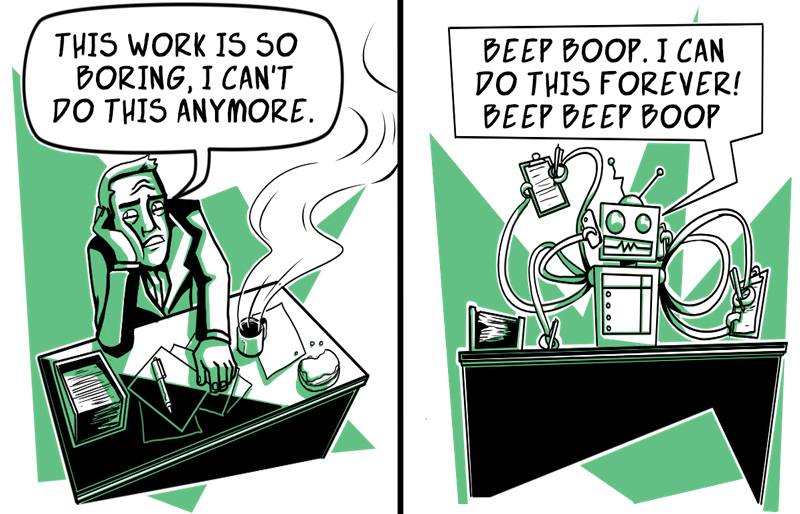 THIS WORK IS SO
BORING, I CAN'T
DO THIS ANYMORE.
BEEP BOOP. I CAN
DO THIS FOREVER!
BEEP BEEP BOOP